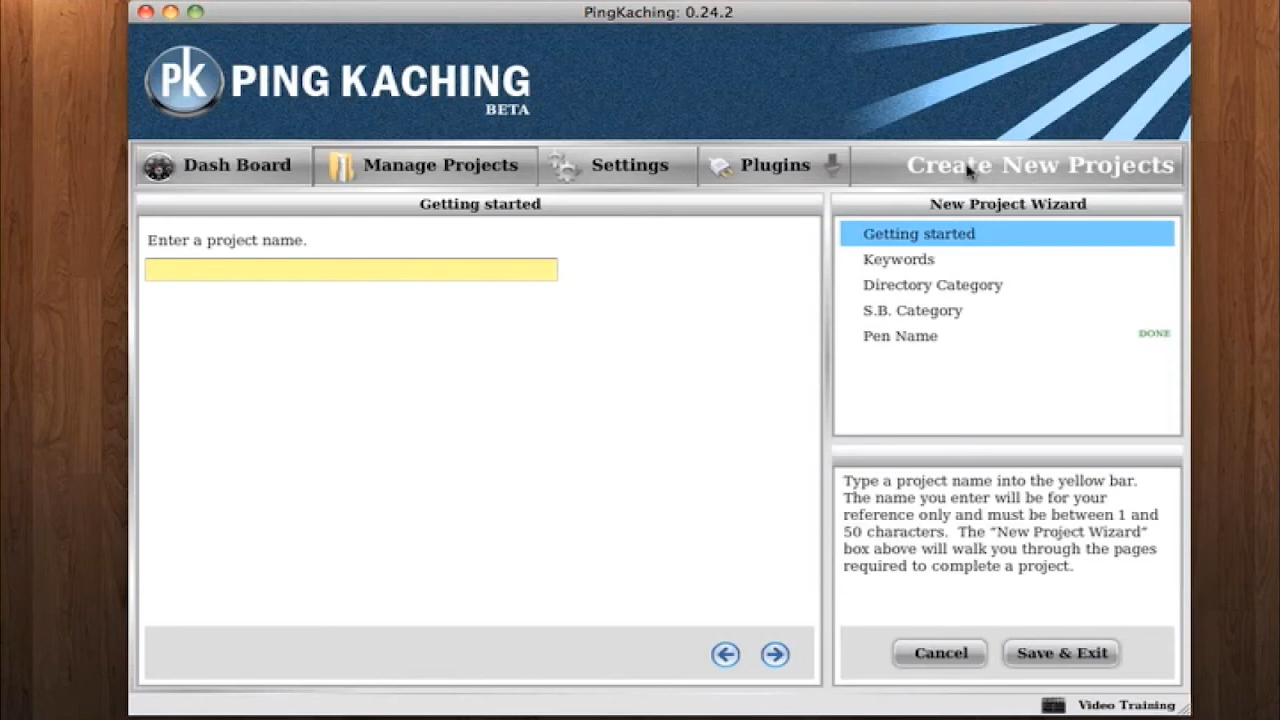 PingKaching: 0.24.2
PK PING KACHING
BETA
Dash Board
Manage Projects
Settings
Plugins
Create New Projects
Getting started
Enter a project name.
New Project Wizard
Getting started
Keywords
Directory Category
S.B. Category
Pen Name DONE
Type a project name into the yellow bar.
The name you enter will be for your
reference only and must be between 1 and
50 characters. The "New Project Wizard"
box above will walk you through the pages
required to complete a project.
Cancel
Save & Exit
Video Training